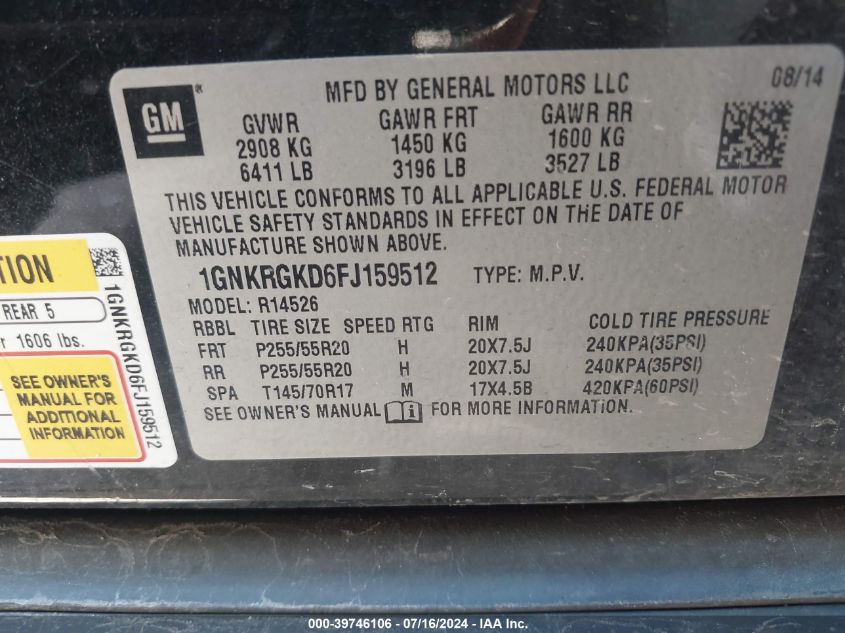 GM
®
MFD BY GENERAL MOTORS LLC
08/14
GVWR GAWR FRT GAWR RR
2908 KG 1450 KG 1600 KG
6411 LB 3196 LB 3527 LB
THIS VEHICLE CONFORMS TO ALL APPLICABLE U.S. FEDERAL MOTOR
VEHICLE SAFETY STANDARDS IN EFFECT ON THE DATE OF
MANUFACTURE SHOWN ABOVE.
1GNKRGKD6FJ159512 TYPE: M.P.V.
MODEL: R14526
RBBL TIRE SIZE SPEED RTG RIM COLD TIRE PRESSURE
FRT P255/55R20 H 20X7.5J 240KPA(35PSI)
RR P255/55R20 H 20X7.5J 240KPA(35PSI)
SPA T145/70R17 M 17X4.5B 420KPA(60PSI)
SEE OWNER'S MANUAL i FOR MORE INFORMATION.
TION
REAR 5
r 1606 lbs.
SEE OWNER'S
MANUAL FOR
ADDITIONAL
INFORMATION
1GNKRGKD6FJ159512
000-39746106 - 07/16/2024 - IAAI.com